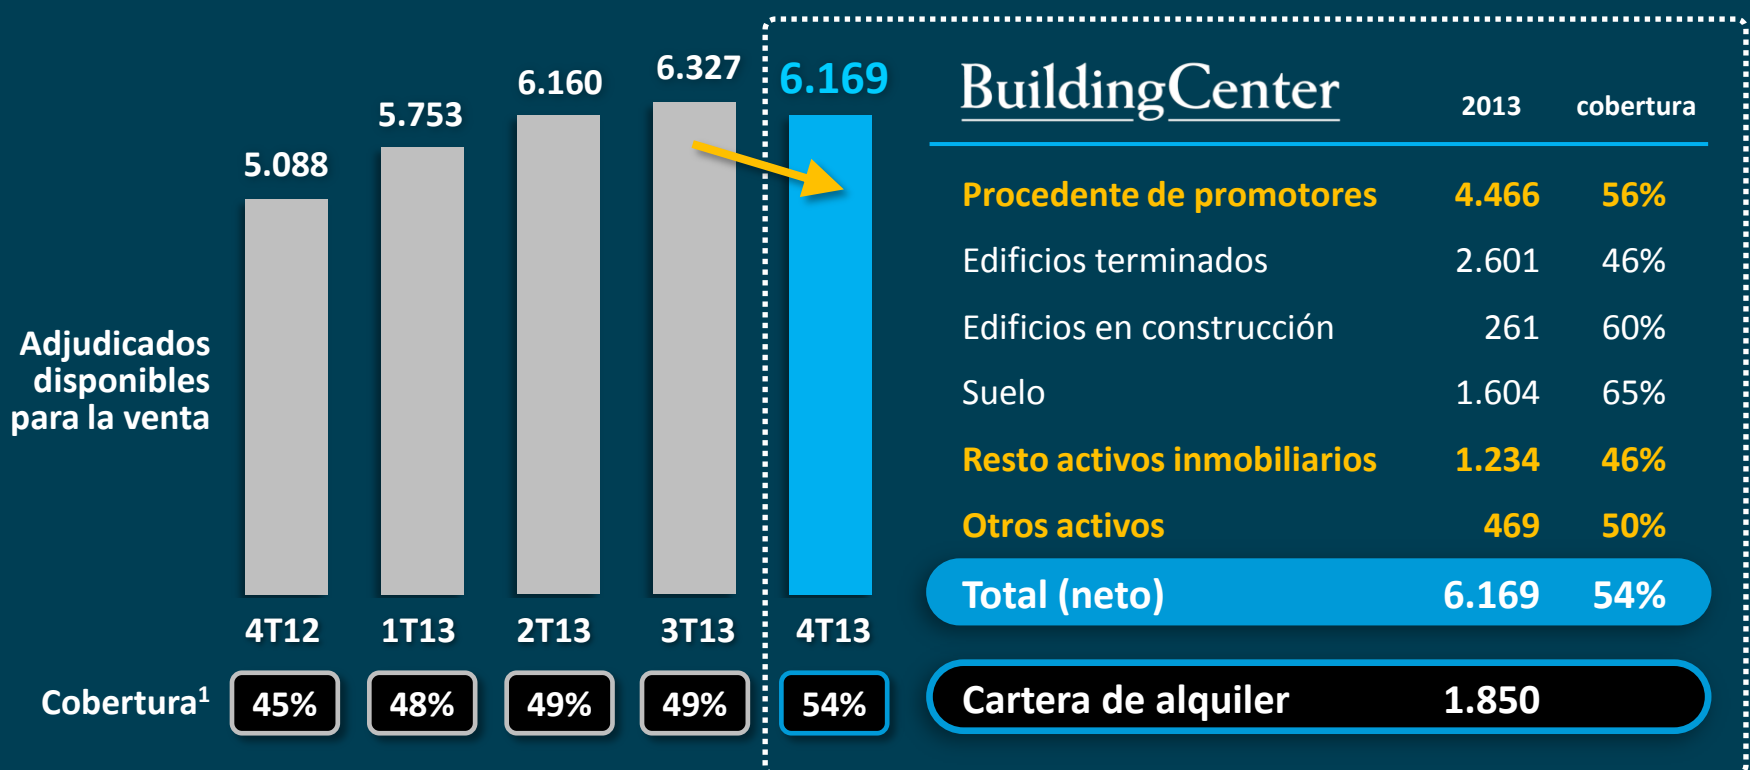 5.088
5.753
6.160
6.327
6.169
Adjudicados
disponibles
para la venta
4T12 1T13 2T13 3T13 4T13
Cobertura¹ 45% 48% 49% 49% 54%
BuildingCenter 2013 cobertura
Procedente de promotores 4.466 56%
Edificios terminados 2.601 46%
Edificios en construcción 261 60%
Suelo 1.604 65%
Resto activos inmobiliarios 1.234 46%
Otros activos 469 50%
Total (neto) 6.169 54%
Cartera de alquiler 1.850